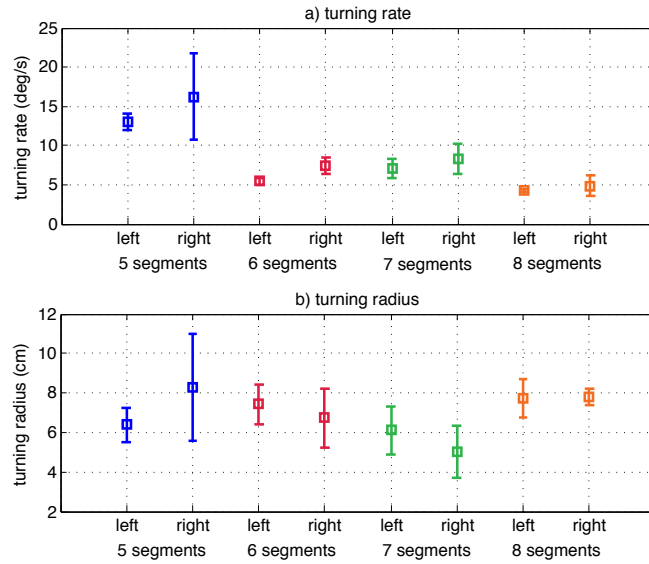 a) turning rate
turning rate (deg/s)
25
20
15
10
5
0
left right left right left right left right
5 segments 6 segments 7 segments 8 segments
b) turning radius
turning radius (cm)
12
10
8
6
4
2
left right left right left right left right
5 segments 6 segments 7 segments 8 segments